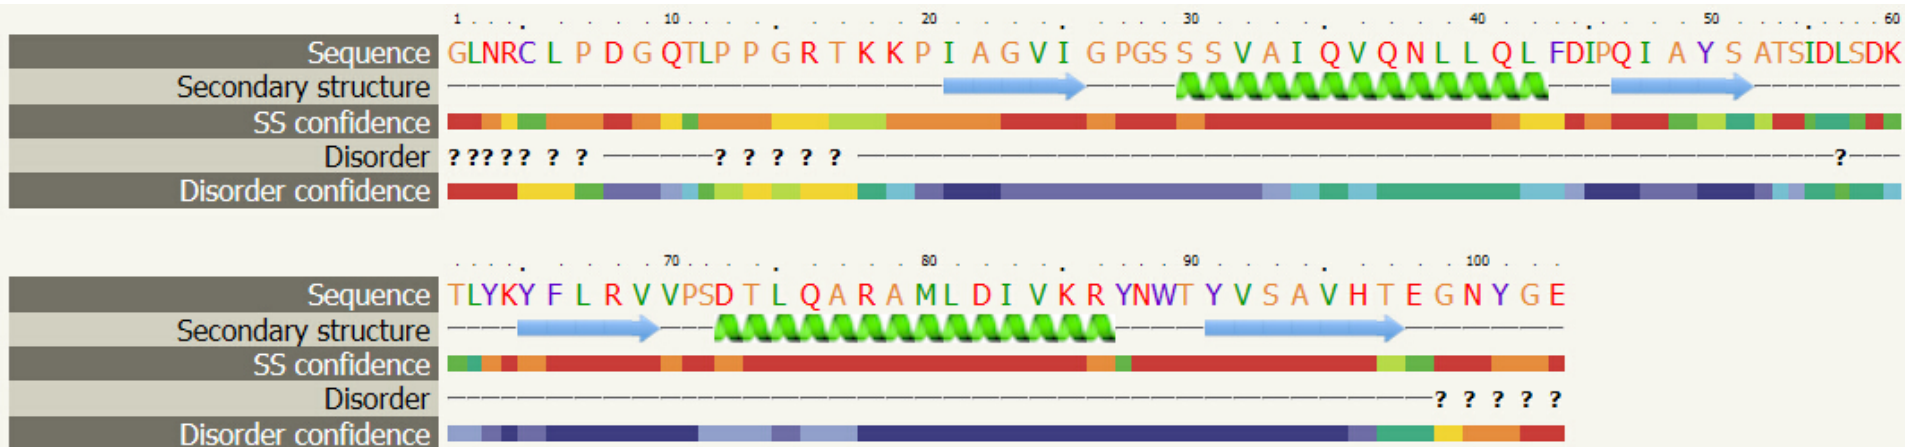 1 . . . . . . . . 10 . . . . . . . . . 20 . . . . . . . . . 30 . . . . . . . . . 40 . . . . . . . . . 50 . . . . . . . . . 60
Sequence GLNRCLPDGQTLPPGRTKKPIAGVIGPGSSSVAIQVQNLLQLFDIPQIAYSATSIDLSDK
Secondary structure
SS confidence
Disorder ? ? ? ? ? ? ? ? ? ? ? ? ?
Disorder confidence
. . . . . . . . . 70 . . . . . . . . . 80 . . . . . . . . . 90 . . . . . . . . . 100 . . .
Sequence TLYKYFLRVVPSDTLQARAMLDIVKRYNWTYVSAVHTEGNYGE
Secondary structure
SS confidence
Disorder ? ? ? ? ?
Disorder confidence